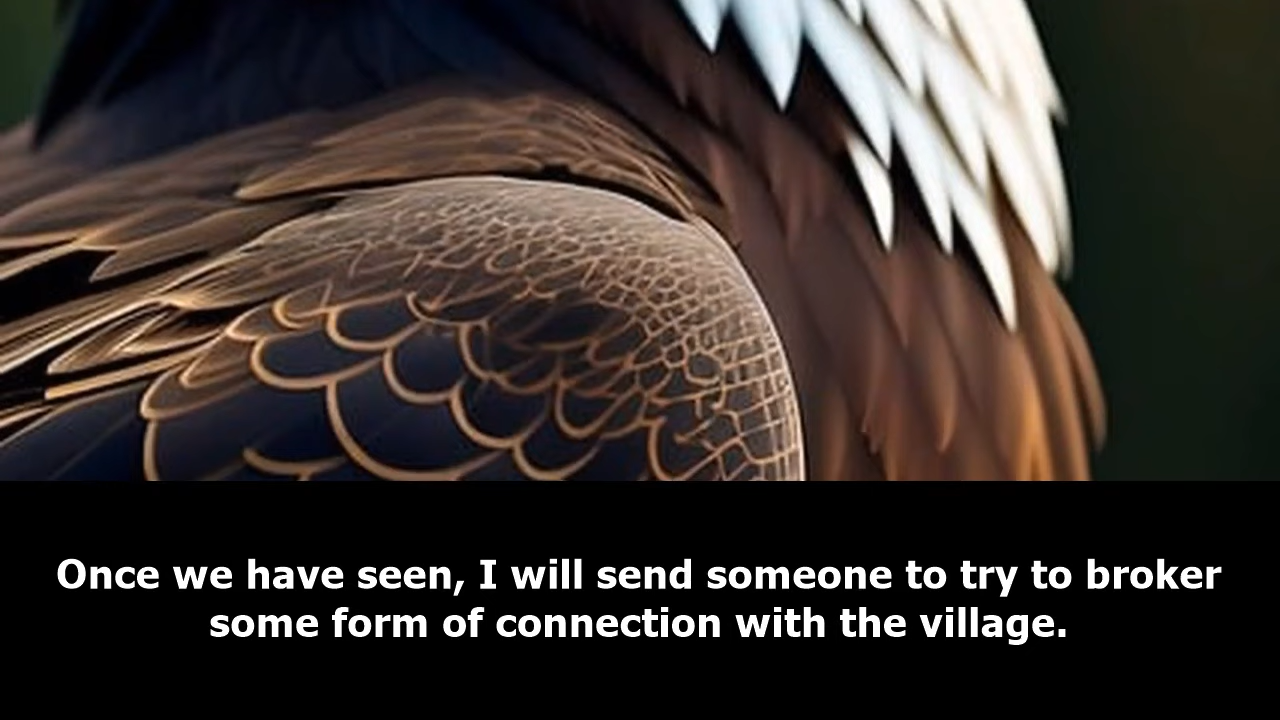 Once we have seen, I will send someone to try to broker
some form of connection with the village.